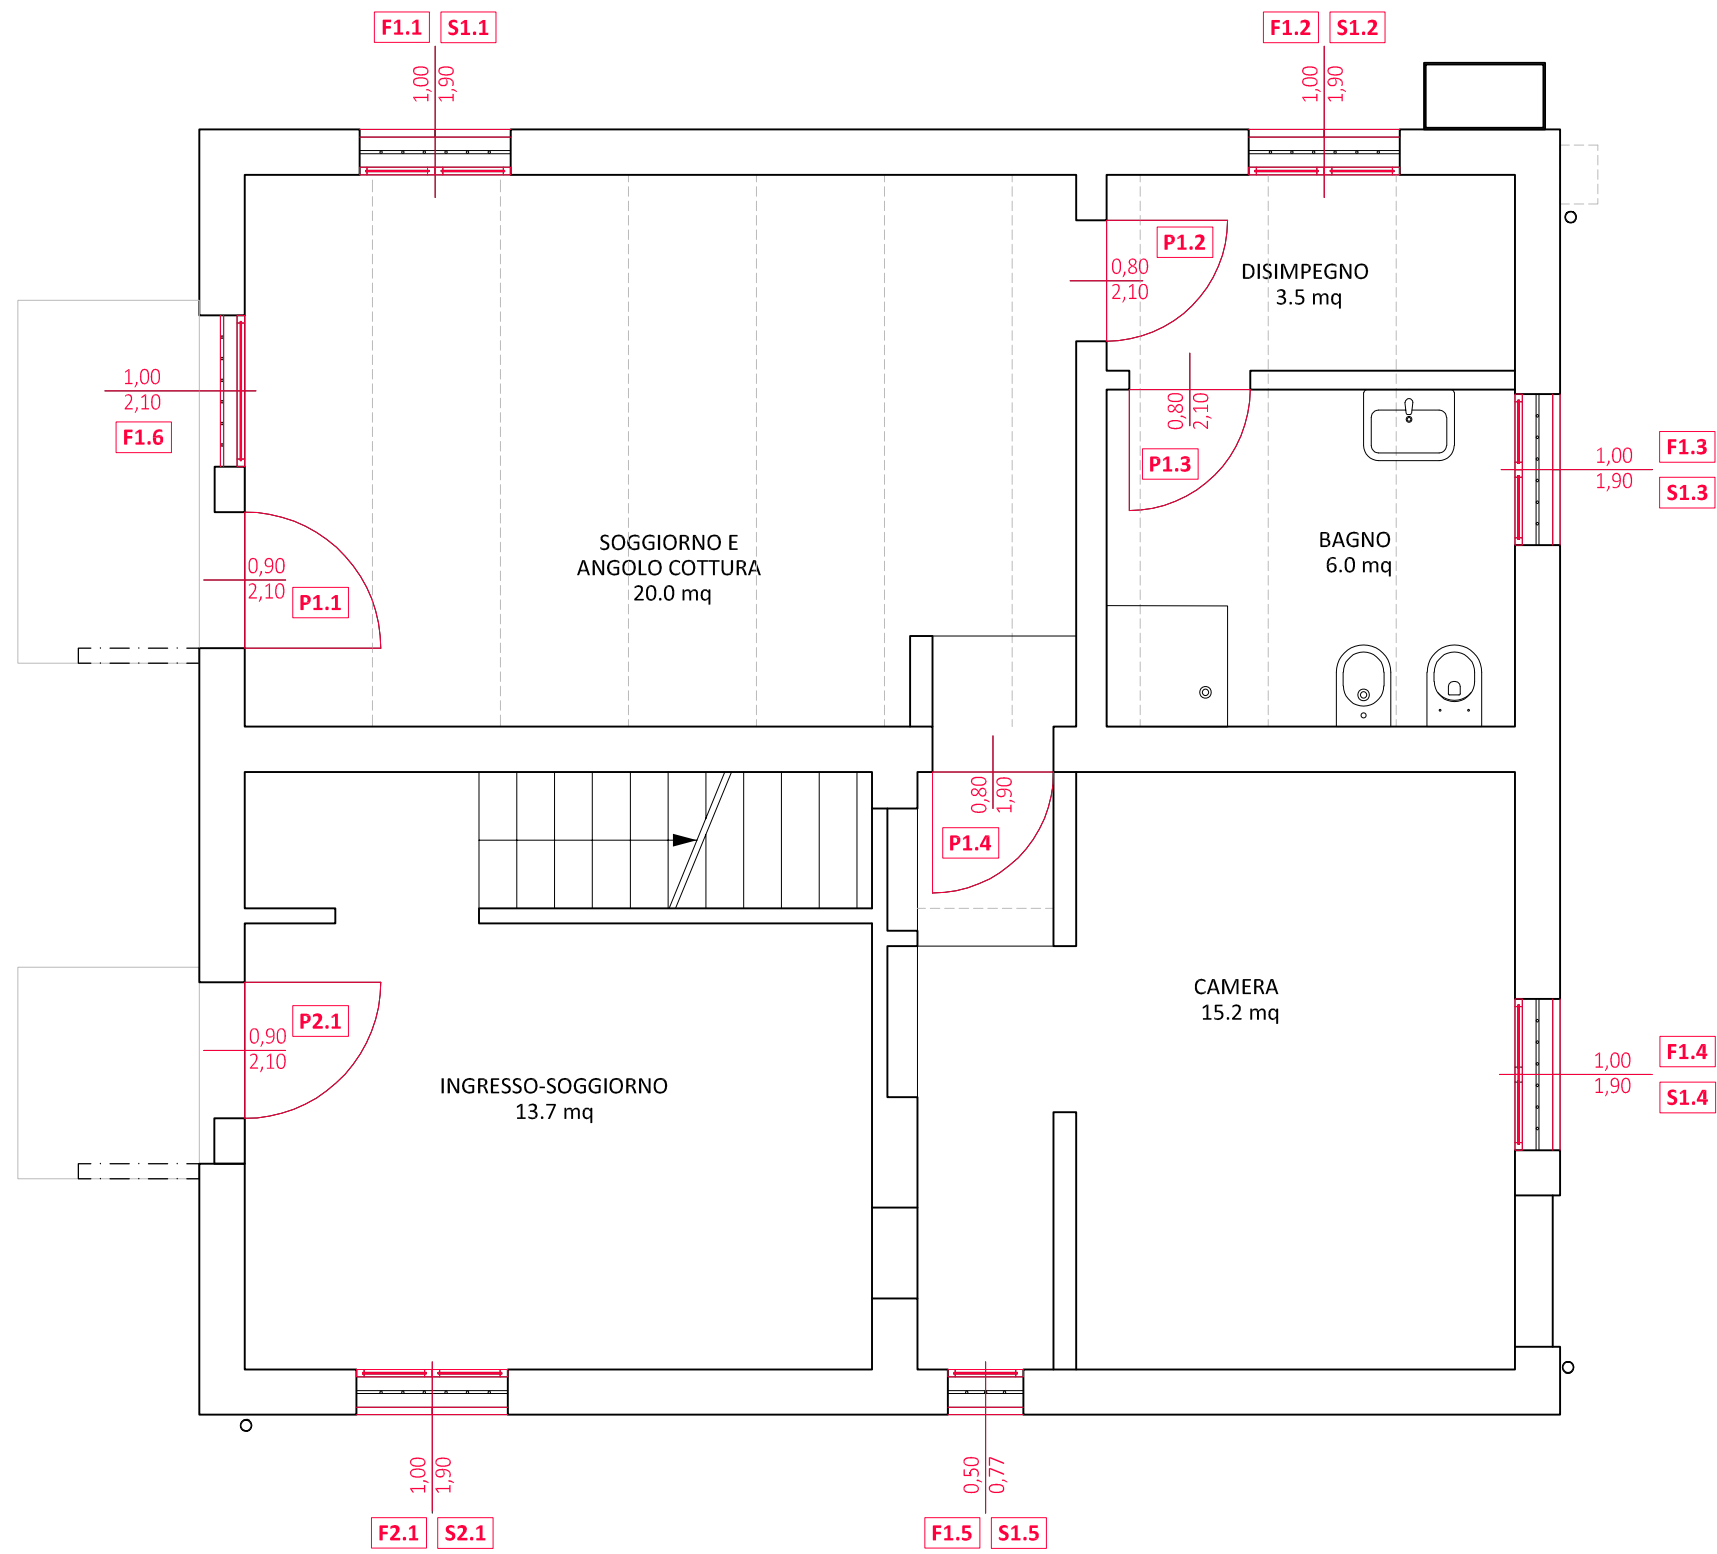 F1.1 S1.1
1,00
1,90
F1.2 S1.2
1,00
1,90
P1.2
0,80
2,10
DISIMPEGNO
3.5 mq
1,00
2,10
F1.6
0,80
2,10
P1.3
F1.3
1,00
1,90
S1.3
SOGGIORNO E
ANGOLO COTTURA
20.0 mq
BAGNO
6.0 mq
0,90
2,10
P1.1
0,80
1,90
P1.4
CAMERA
15.2 mq
P2.1
0,90
2,10
F1.4
1,00
1,90
S1.4
INGRESSO-SOGGIORNO
13.7 mq
1,00
1,90
F2.1 S2.1
0,50
0,77
F1.5 S1.5